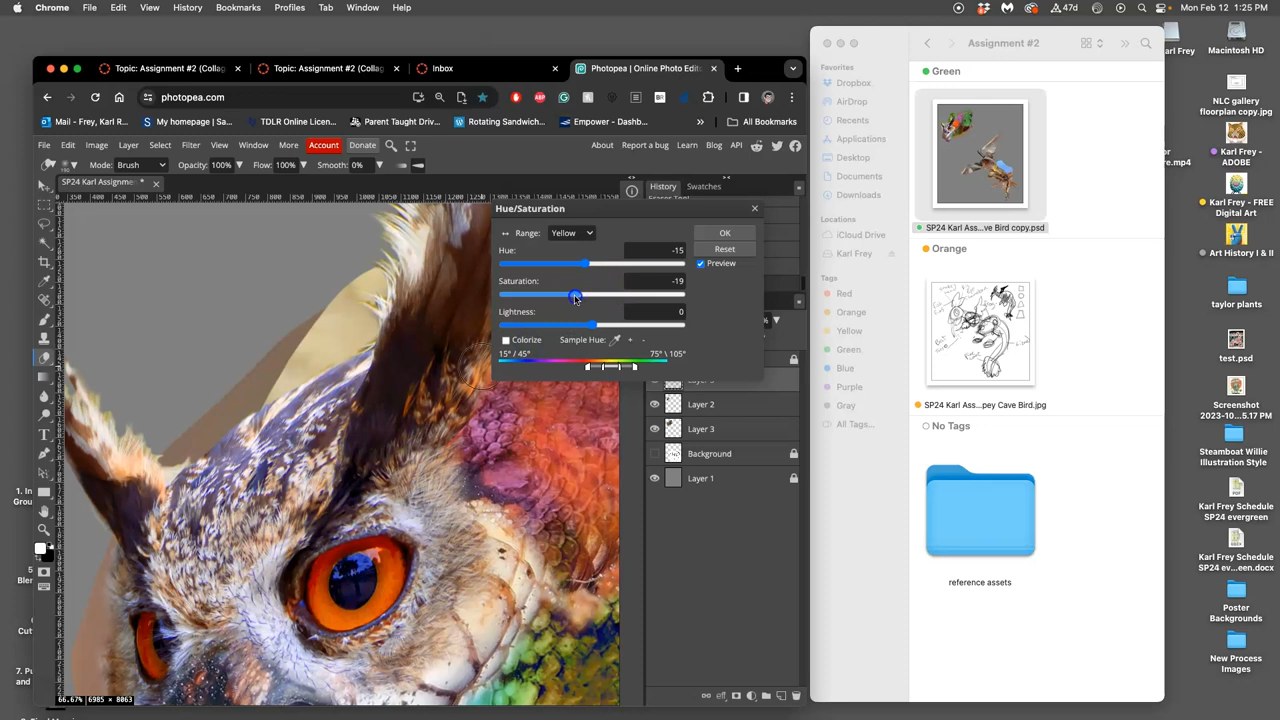 Chrome File Edit View History Bookmarks Profiles Tab Window Help
47d
Mon Feb 12 1:25 PM
Topic: Assignment #2 (Collag
Topic: Assignment #2 (Collag
Inbox
Photopea | Online Photo Edit
photopea.com
Mail - Frey, Karl U...
My homepage | Sa...
TDLR Online Licen...
Parent Taught Driv...
Rotating Sandwich...
Empower - Dashb...
All Bookmarks
File Edit Image Layer Select Filter View Window More Account Donate
About Report a bug Learn Blog API
Mode: Brush
Opacity: 100%
Flow: 100%
Smooth: 0%
SP24 Karl Assignme *
History
Swatches
Hue/Saturation
Range: Yellow
OK
Hue: -15
Reset
Preview
Saturation: -19
Lightness: 0
Colorize
Sample Hue:
+ -
15° / 45°
75° \ 105°
Layer 2
Layer 3
Background
Layer 1
66.67% 6985 × 8063
Assignment #2
Favorites
Dropbox
AirDrop
Recents
Applications
Desktop
Documents
Downloads
Locations
iCloud Drive
Karl Frey
Tags
Red
Orange
Yellow
Green
Blue
Purple
Gray
All Tags...
Green
SP24 Karl Ass...ve Bird copy.psd
Orange
SP24 Karl Ass...pey Cave Bird.jpg
No Tags
reference assets
Karl Frey
Macintosh HD
NLC gallery
floorplan copy.jpg
Karl Frey -
ADOBE
Karl Frey - FREE
Digital Art
Art History I & II
taylor plants
test.psd
Screenshot
2023-10...5.17 PM
Steamboat Willie
Illustration Style
Karl Frey Schedule
SP24 evergreen
Karl Frey Schedule
SP24 ev...een.docx
Poster
Backgrounds
New Process
Images